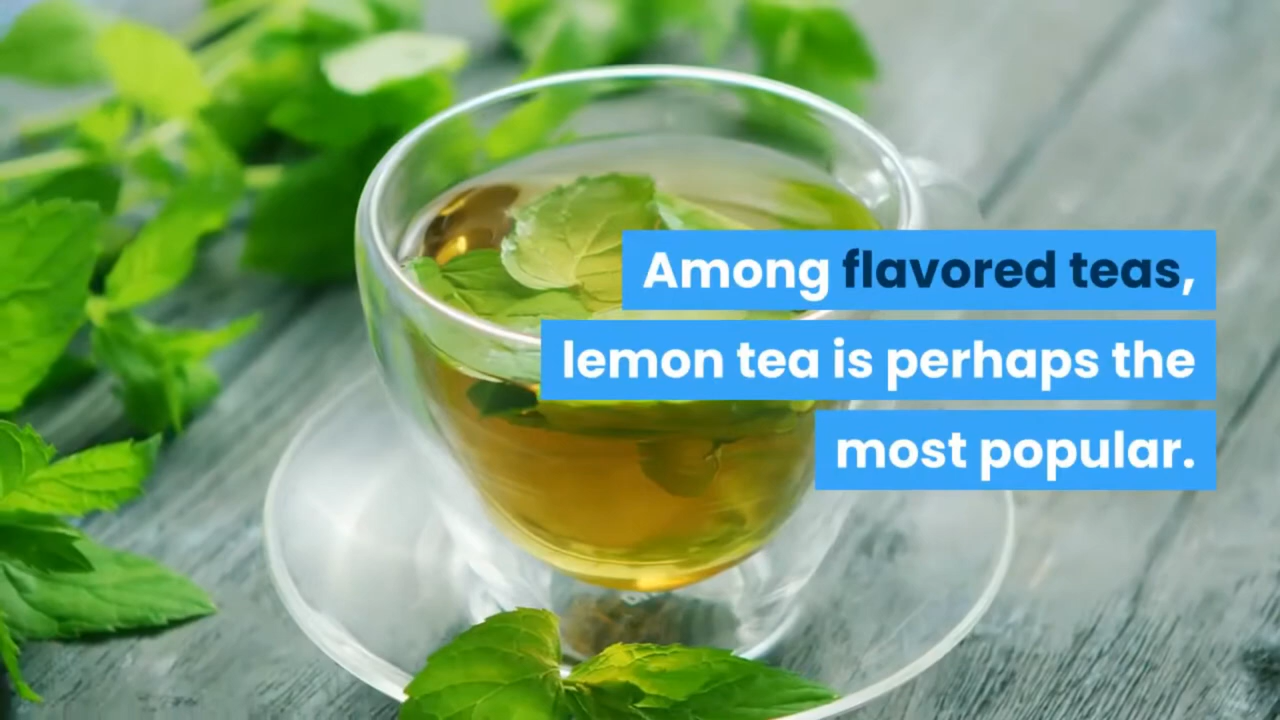 Among flavored teas,
lemon tea is perhaps the
most popular.